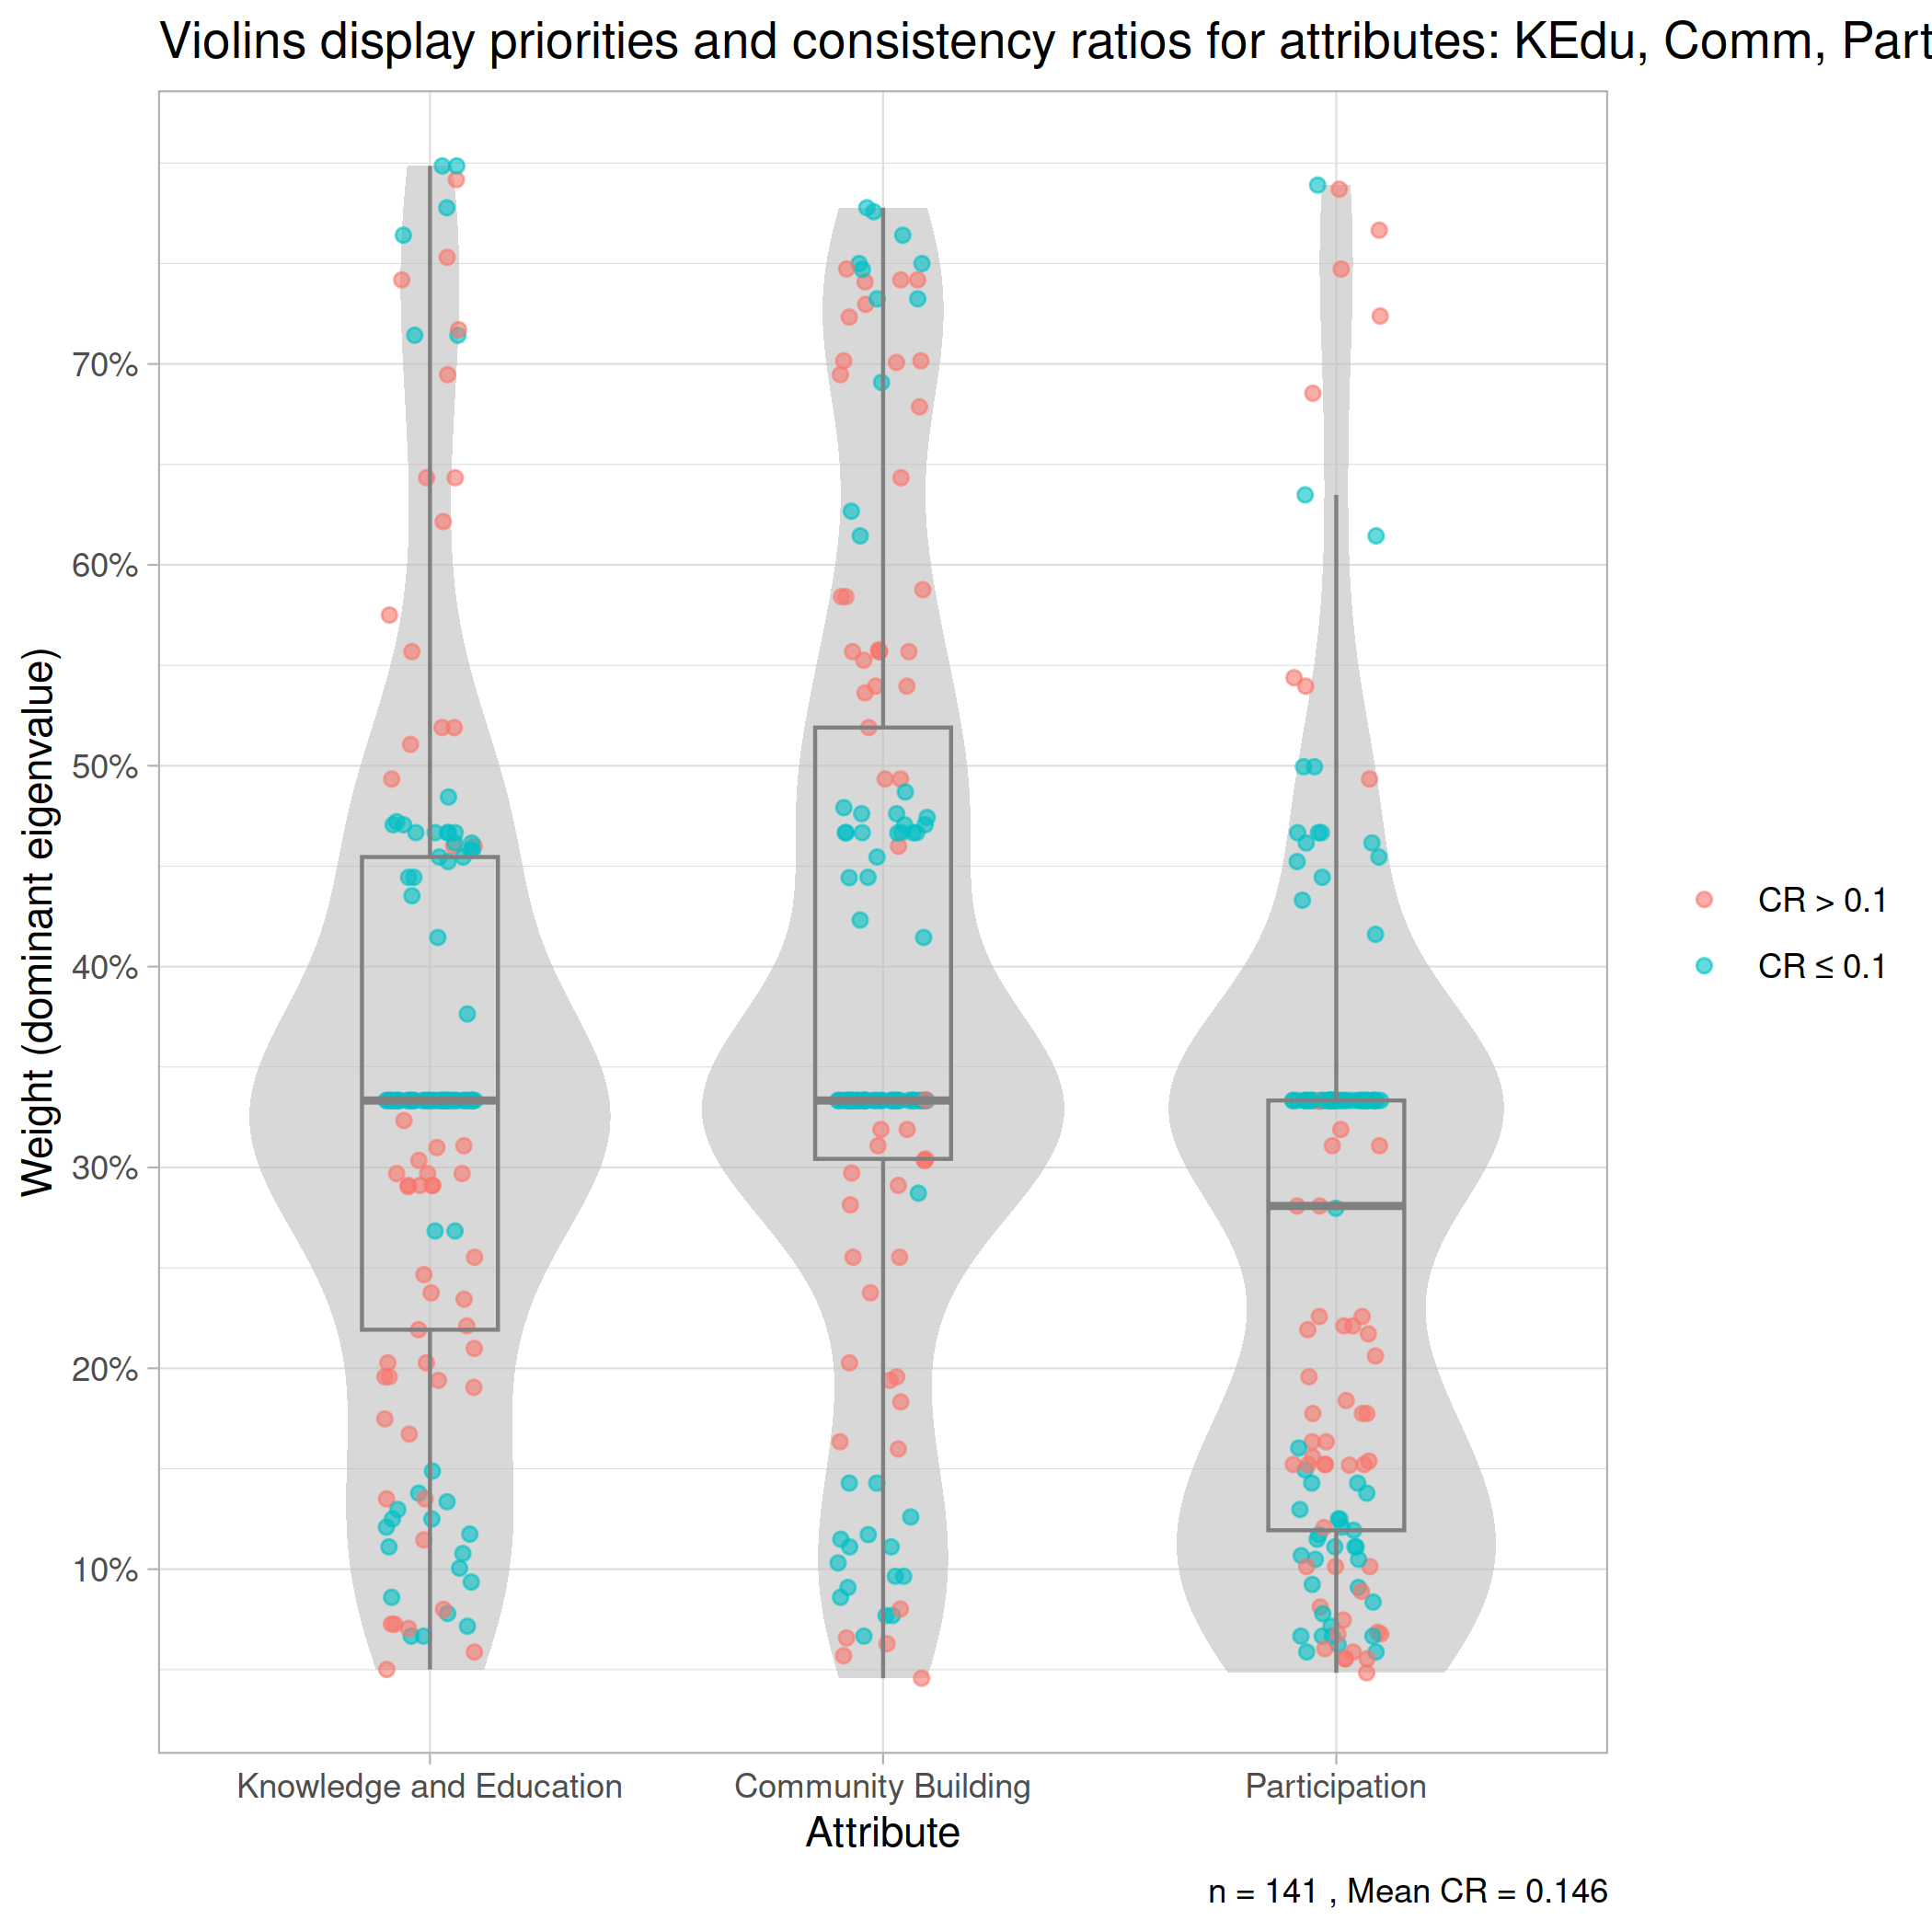 Violins display priorities and consistency ratios for attributes: KEdu, Comm, Part
Weight (dominant eigenvalue)
70%
60%
50%
40%
30%
20%
10%
CR > 0.1
CR ≤ 0.1
Knowledge and Education
Community Building
Participation
Attribute
n = 141 , Mean CR = 0.146